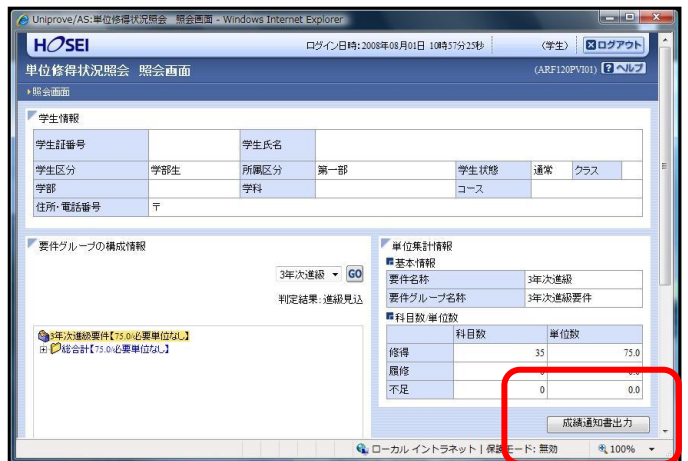 Uniprove/AS:単位修得状況照会 照会画面 - Windows Internet Explorer
HOSEI ログイン日時:2008年08月01日 10時57分25秒 (学生) ログアウト
単位修得状況照会 照会画面 (ARF120PVI01) ヘルプ
照会画面
学生情報
学生証番号 学生氏名
学生区分 学部生 所属区分 第一部 学生状態 通常 クラス
学部 学科 コース
住所・電話番号 〒
要件グループの構成情報
3年次進級 GO
判定結果:進級見込
3年次進級要件【75.0/必要単位なし】
総合計【75.0/必要単位なし】
単位集計情報
基本情報
要件名称 3年次進級
要件グループ名称 3年次進級要件
科目数/単位数
科目数 単位数
修得 35 75.0
履修 0 0.0
不足 0 0.0
成績通知書出力
ローカル イントラネット | 保護モード: 無効 100%